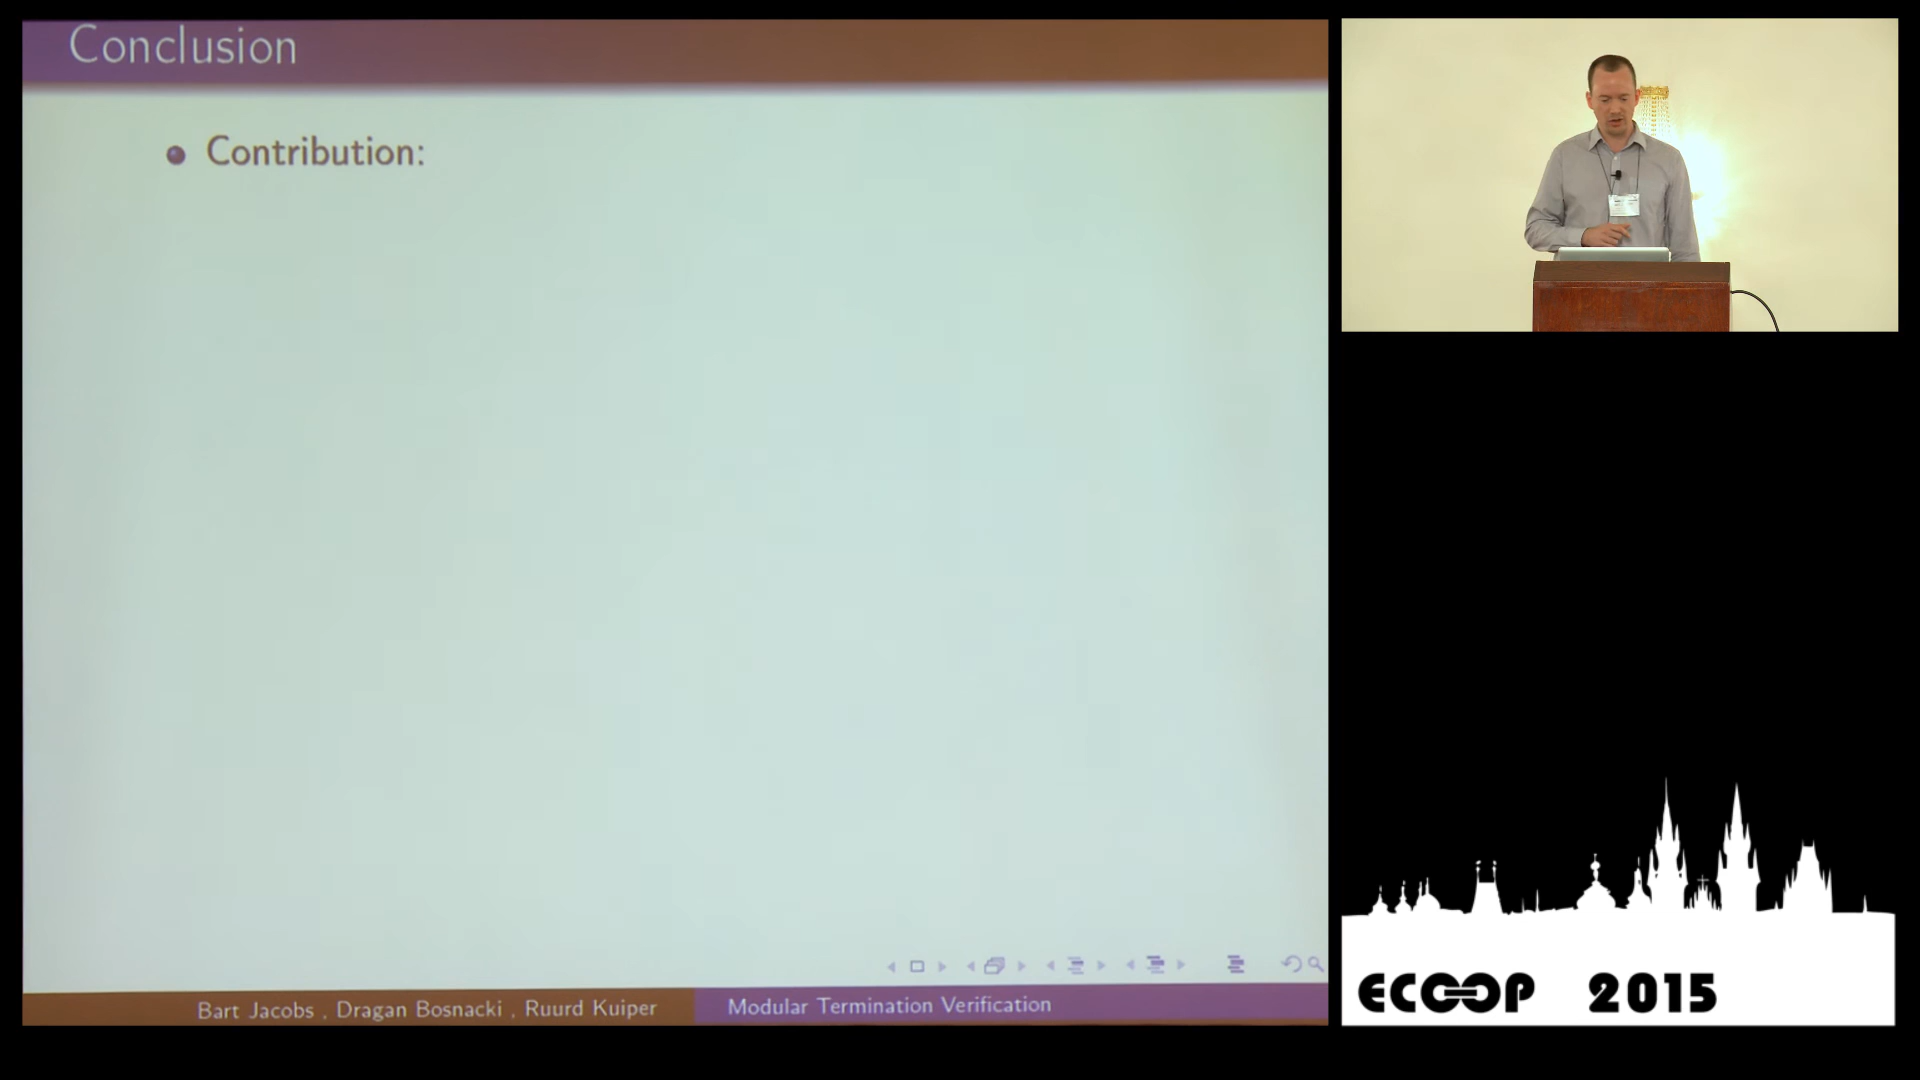 Conclusion
Contribution:
Bart Jacobs , Dragan Bosnacki , Ruurd Kuiper
Modular Termination Verification
ECOOP 2015